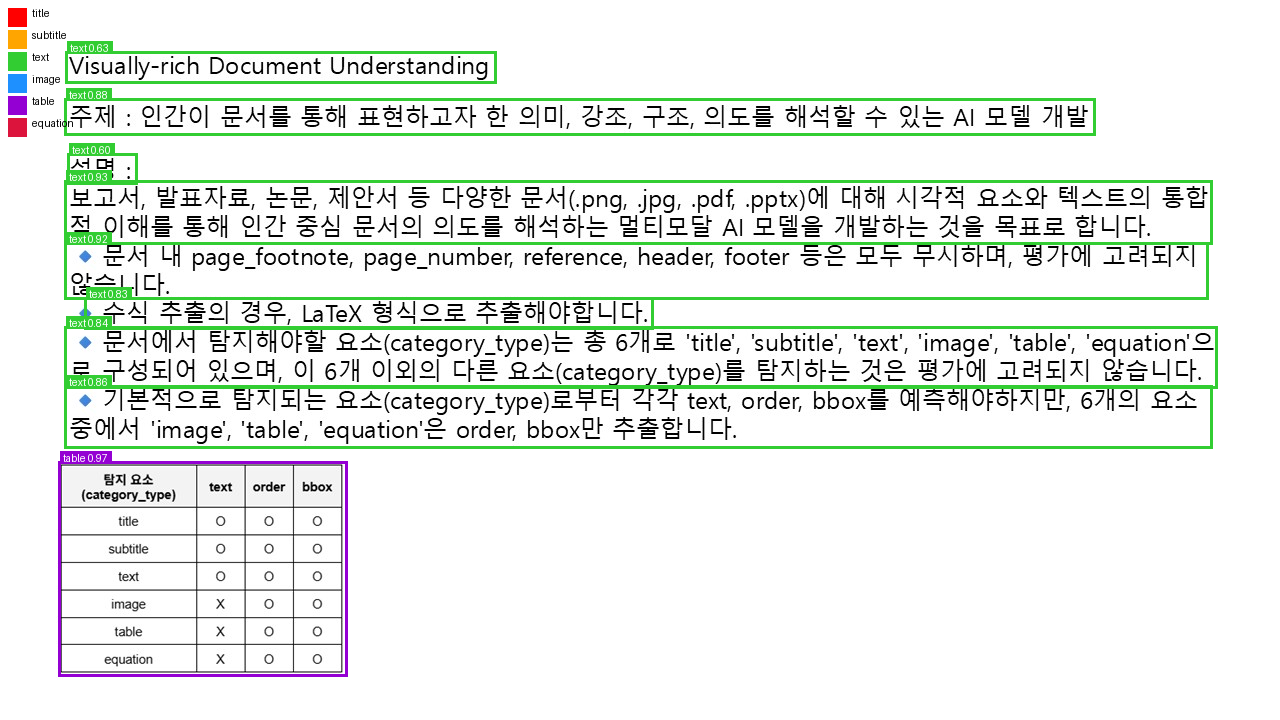 title
subtitle
text
image
table
equation
text 0.63
Visually-rich Document Understanding
text 0.88
주제 : 인간이 문서를 통해 표현하고자 한 의미, 강조, 구조, 의도를 해석할 수 있는 AI 모델 개발
text 0.60
설명 :
text 0.93
보고서, 발표자료, 논문, 제안서 등 다양한 문서(.png, .jpg, .pdf, .pptx)에 대해 시각적 요소와 텍스트의 통합
적 이해를 통해 인간 중심 문서의 의도를 해석하는 멀티모달 AI 모델을 개발하는 것을 목표로 합니다.
text 0.92
🔹 문서 내 page_footnote, page_number, reference, header, footer 등은 모두 무시하며, 평가에 고려되지
않습니다.
text 0.83
🔹 수식 추출의 경우, LaTeX 형식으로 추출해야합니다.
text 0.84
🔹 문서에서 탐지해야할 요소(category_type)는 총 6개로 'title', 'subtitle', 'text', 'image', 'table', 'equation'으
로 구성되어 있으며, 이 6개 이외의 다른 요소(category_type)를 탐지하는 것은 평가에 고려되지 않습니다.
text 0.86
🔹 기본적으로 탐지되는 요소(category_type)로부터 각각 text, order, bbox를 예측해야하지만, 6개의 요소
중에서 'image', 'table', 'equation'은 order, bbox만 추출합니다.
table 0.97
탐지 요소
(category_type) text order bbox
title O O O
subtitle O O O
text O O O
image X O O
table X O O
equation X O O